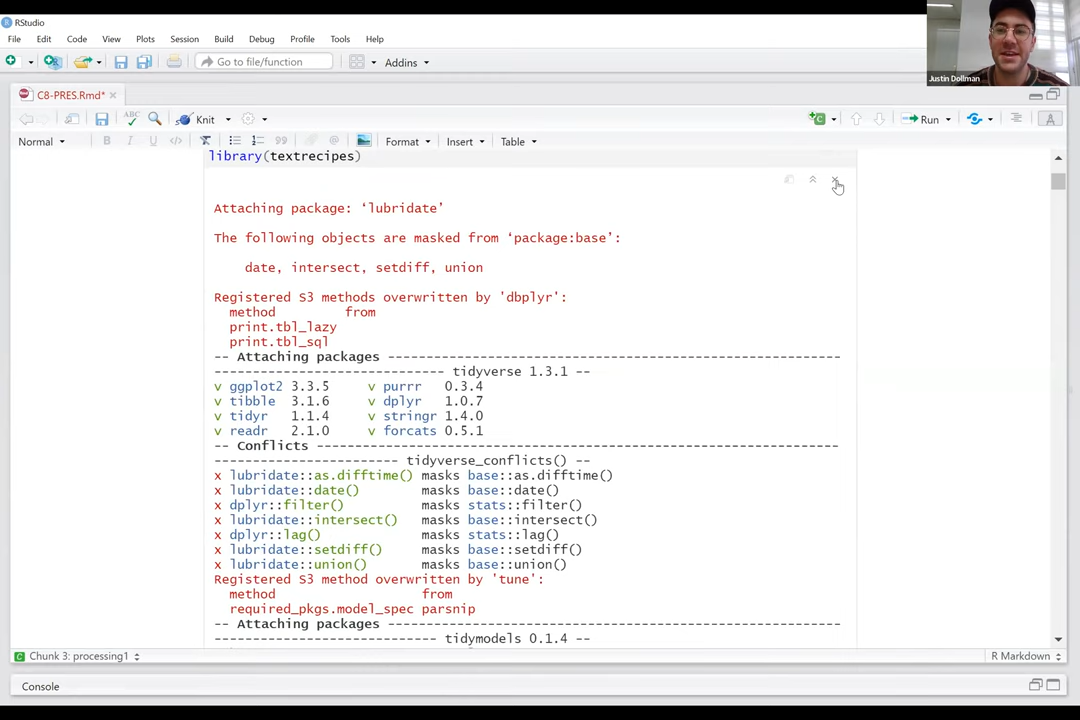 RStudio
File Edit Code View Plots Session Build Debug Profile Tools Help
Go to file/function Addins
C8-PRES.Rmd*
ABC Knit Run
Normal B I U Format Insert Table
library(textrecipes)
Attaching package: ‘lubridate’
The following objects are masked from ‘package:base’:
date, intersect, setdiff, union
Registered S3 methods overwritten by 'dbplyr':
method from
print.tbl_lazy
print.tbl_sql
-- Attaching packages ------------------------------------------------------------
------------------------------ tidyverse 1.3.1 --
v ggplot2 3.3.5 v purrr 0.3.4
v tibble 3.1.6 v dplyr 1.0.7
v tidyr 1.1.4 v stringr 1.4.0
v readr 2.1.0 v forcats 0.5.1
-- Conflicts ---------------------------------------------------------------------
------------------------ tidyverse_conflicts() --
x lubridate::as.difftime() masks base::as.difftime()
x lubridate::date() masks base::date()
x dplyr::filter() masks stats::filter()
x lubridate::intersect() masks base::intersect()
x dplyr::lag() masks stats::lag()
x lubridate::setdiff() masks base::setdiff()
x lubridate::union() masks base::union()
Registered S3 method overwritten by 'tune':
method from
required_pkgs.model_spec parsnip
-- Attaching packages ------------------------------------------------------------
----------------------------- tidymodels 0.1.4 --
Chunk 3: processing1 R Markdown
Console
Justin Dollman